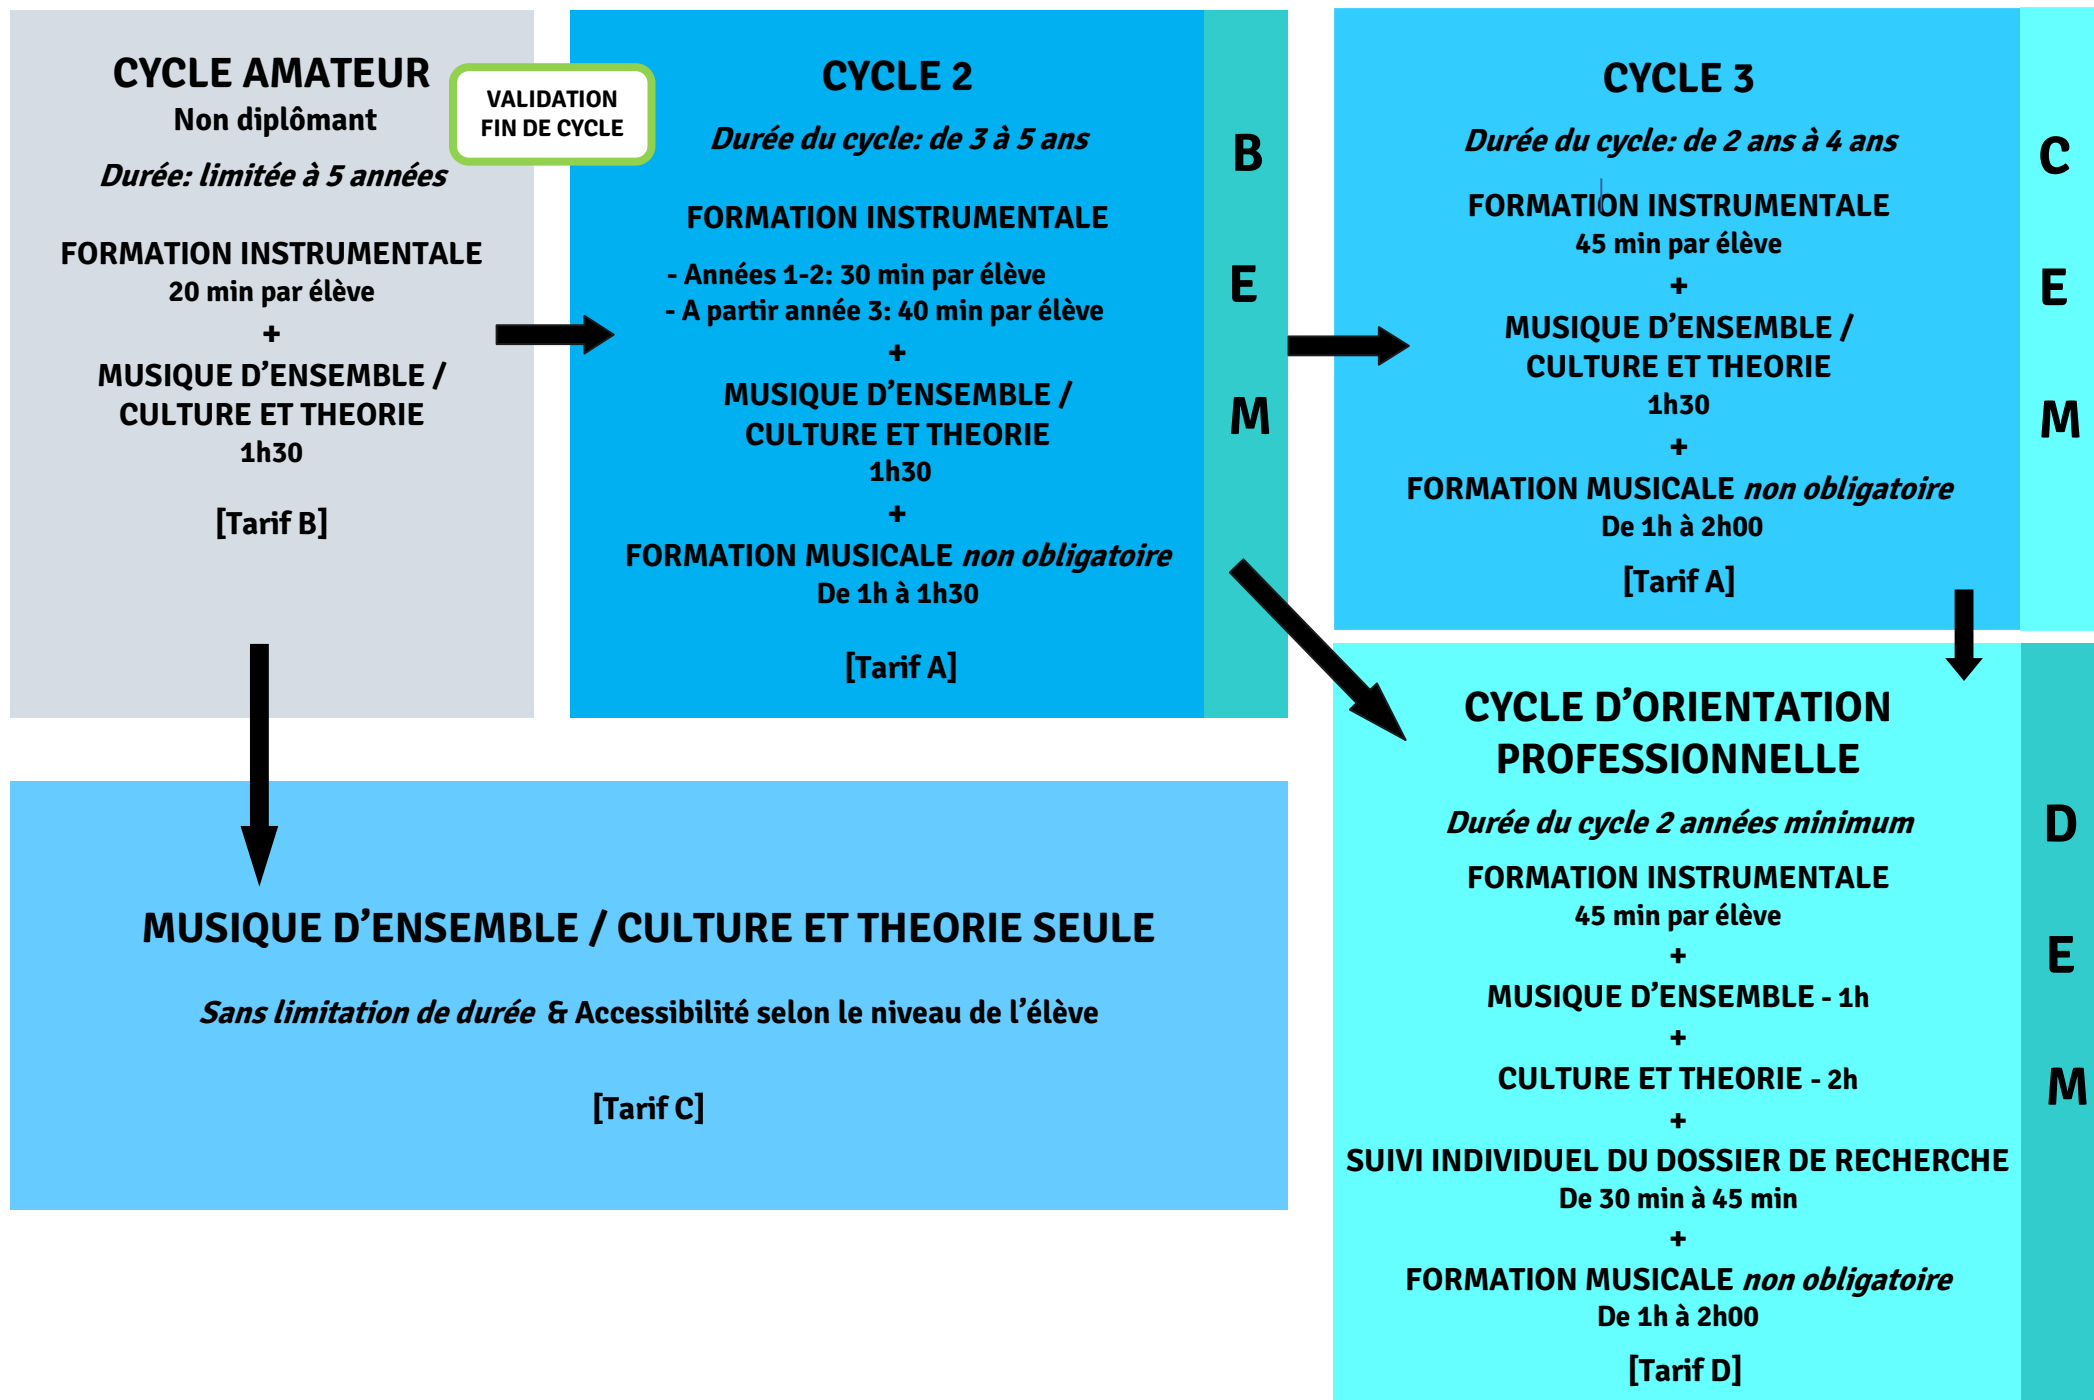 CYCLE AMATEUR
Non diplômant
Durée: limitée à 5 années
FORMATION INSTRUMENTALE
20 min par élève
+
MUSIQUE D’ENSEMBLE /
CULTURE ET THEORIE
1h30
[Tarif B]
VALIDATION
FIN DE CYCLE
CYCLE 2
Durée du cycle: de 3 à 5 ans
FORMATION INSTRUMENTALE
- Années 1-2: 30 min par élève
- A partir année 3: 40 min par élève
+
MUSIQUE D’ENSEMBLE /
CULTURE ET THEORIE
1h30
+
FORMATION MUSICALE non obligatoire
De 1h à 1h30
[Tarif A]
B
E
M
CYCLE 3
Durée du cycle: de 2 ans à 4 ans
FORMATION INSTRUMENTALE
45 min par élève
+
MUSIQUE D’ENSEMBLE /
CULTURE ET THEORIE
1h30
+
FORMATION MUSICALE non obligatoire
De 1h à 2h00
[Tarif A]
C
E
M
MUSIQUE D’ENSEMBLE / CULTURE ET THEORIE SEULE
Sans limitation de durée & Accessibilité selon le niveau de l’élève
[Tarif C]
CYCLE D’ORIENTATION
PROFESSIONNELLE
Durée du cycle 2 années minimum
FORMATION INSTRUMENTALE
45 min par élève
+
MUSIQUE D’ENSEMBLE - 1h
+
CULTURE ET THEORIE - 2h
+
SUIVI INDIVIDUEL DU DOSSIER DE RECHERCHE
De 30 min à 45 min
+
FORMATION MUSICALE non obligatoire
De 1h à 2h00
[Tarif D]
D
E
M